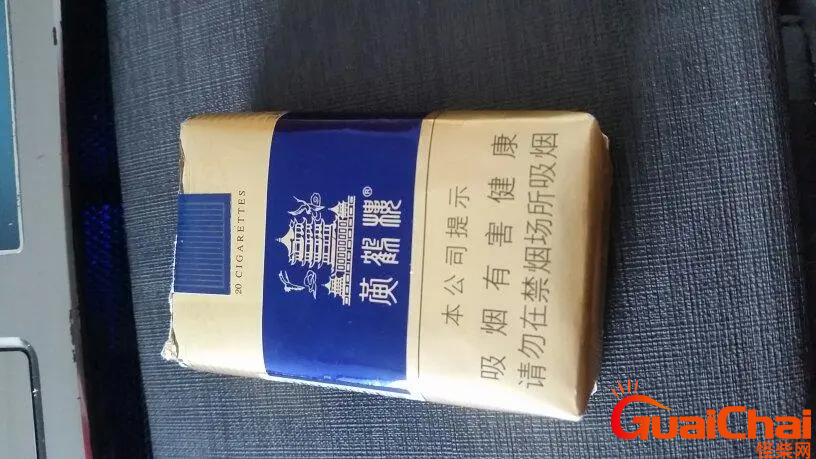 20 CIGARETTES
黄鹤楼®
本公司提示
吸烟有害健康
请勿在禁烟场所吸烟
GuaiChai
怪柴网